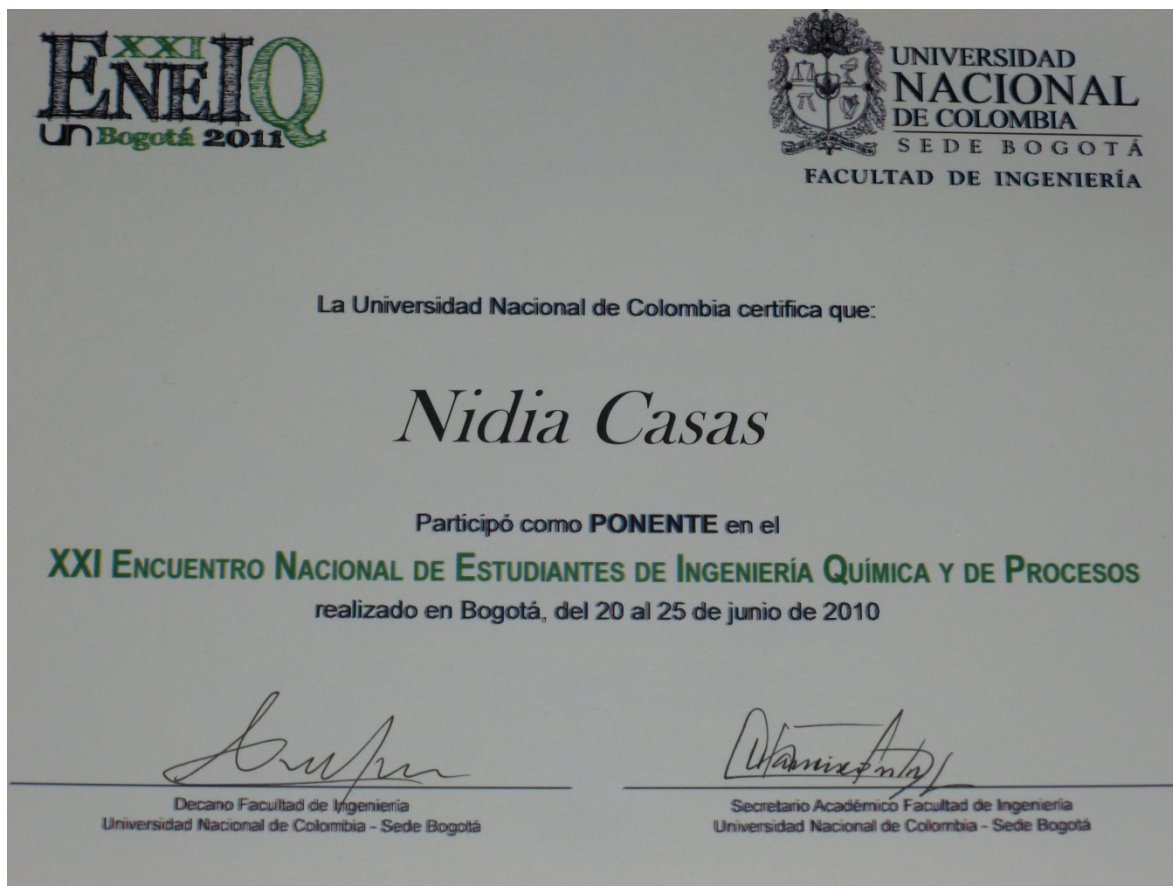 XXI
ENEIQ
un Bogotá 2011
UNIVERSIDAD
NACIONAL
DE COLOMBIA
SEDE BOGOTÁ
FACULTAD DE INGENIERÍA
La Universidad Nacional de Colombia certifica que:
Nidia Casas
Participó como PONENTE en el
XXI ENCUENTRO NACIONAL DE ESTUDIANTES DE INGENIERÍA QUÍMICA Y DE PROCESOS
realizado en Bogotá, del 20 al 25 de junio de 2010
Decano Facultad de Ingeniería
Universidad Nacional de Colombia - Sede Bogotá
Secretario Académico Facultad de Ingeniería
Universidad Nacional de Colombia - Sede Bogotá